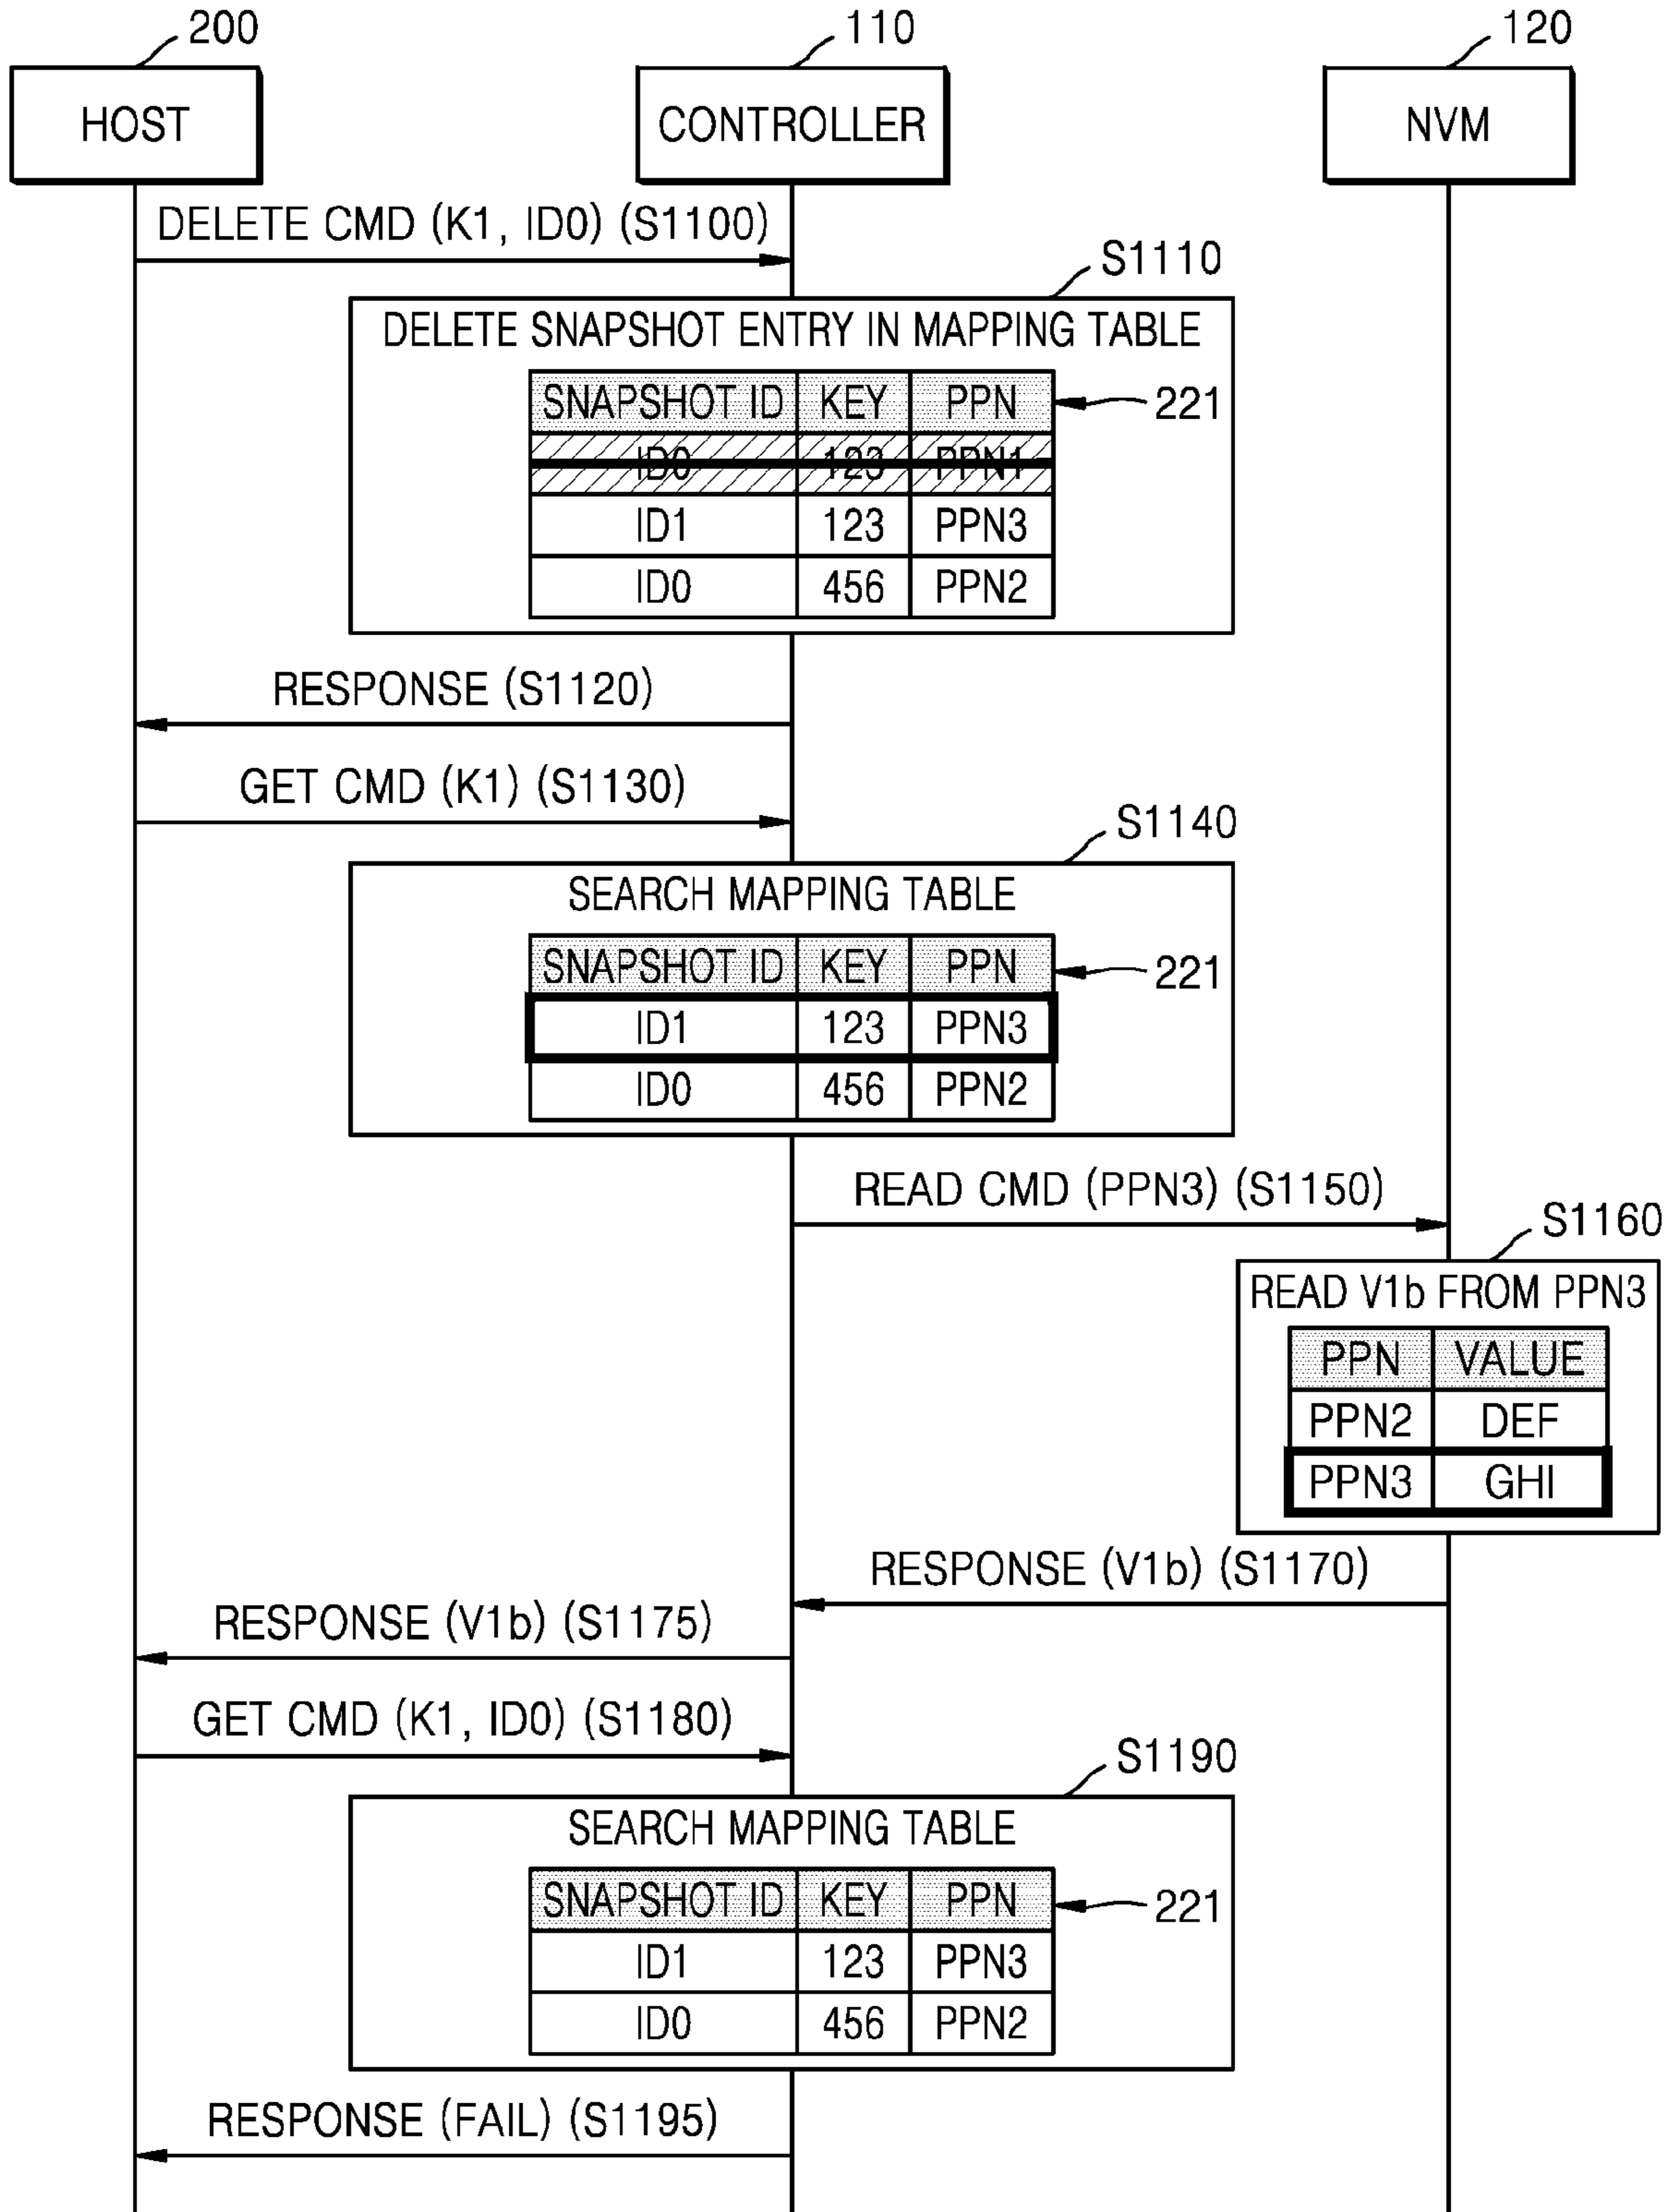 200
110
120
HOST
CONTROLLER
NVM
DELETE CMD (K1, ID0) (S1100)
S1110
DELETE SNAPSHOT ENTRY IN MAPPING TABLE
SNAPSHOT ID KEY PPN
221
ID0 123 PPN1
ID1 123 PPN3
ID0 456 PPN2
RESPONSE (S1120)
GET CMD (K1) (S1130)
S1140
SEARCH MAPPING TABLE
SNAPSHOT ID KEY PPN
221
ID1 123 PPN3
ID0 456 PPN2
READ CMD (PPN3) (S1150)
S1160
READ V1b FROM PPN3
PPN VALUE
PPN2 DEF
PPN3 GHI
RESPONSE (V1b) (S1170)
RESPONSE (V1b) (S1175)
GET CMD (K1, ID0) (S1180)
S1190
SEARCH MAPPING TABLE
SNAPSHOT ID KEY PPN
221
ID1 123 PPN3
ID0 456 PPN2
RESPONSE (FAIL) (S1195)